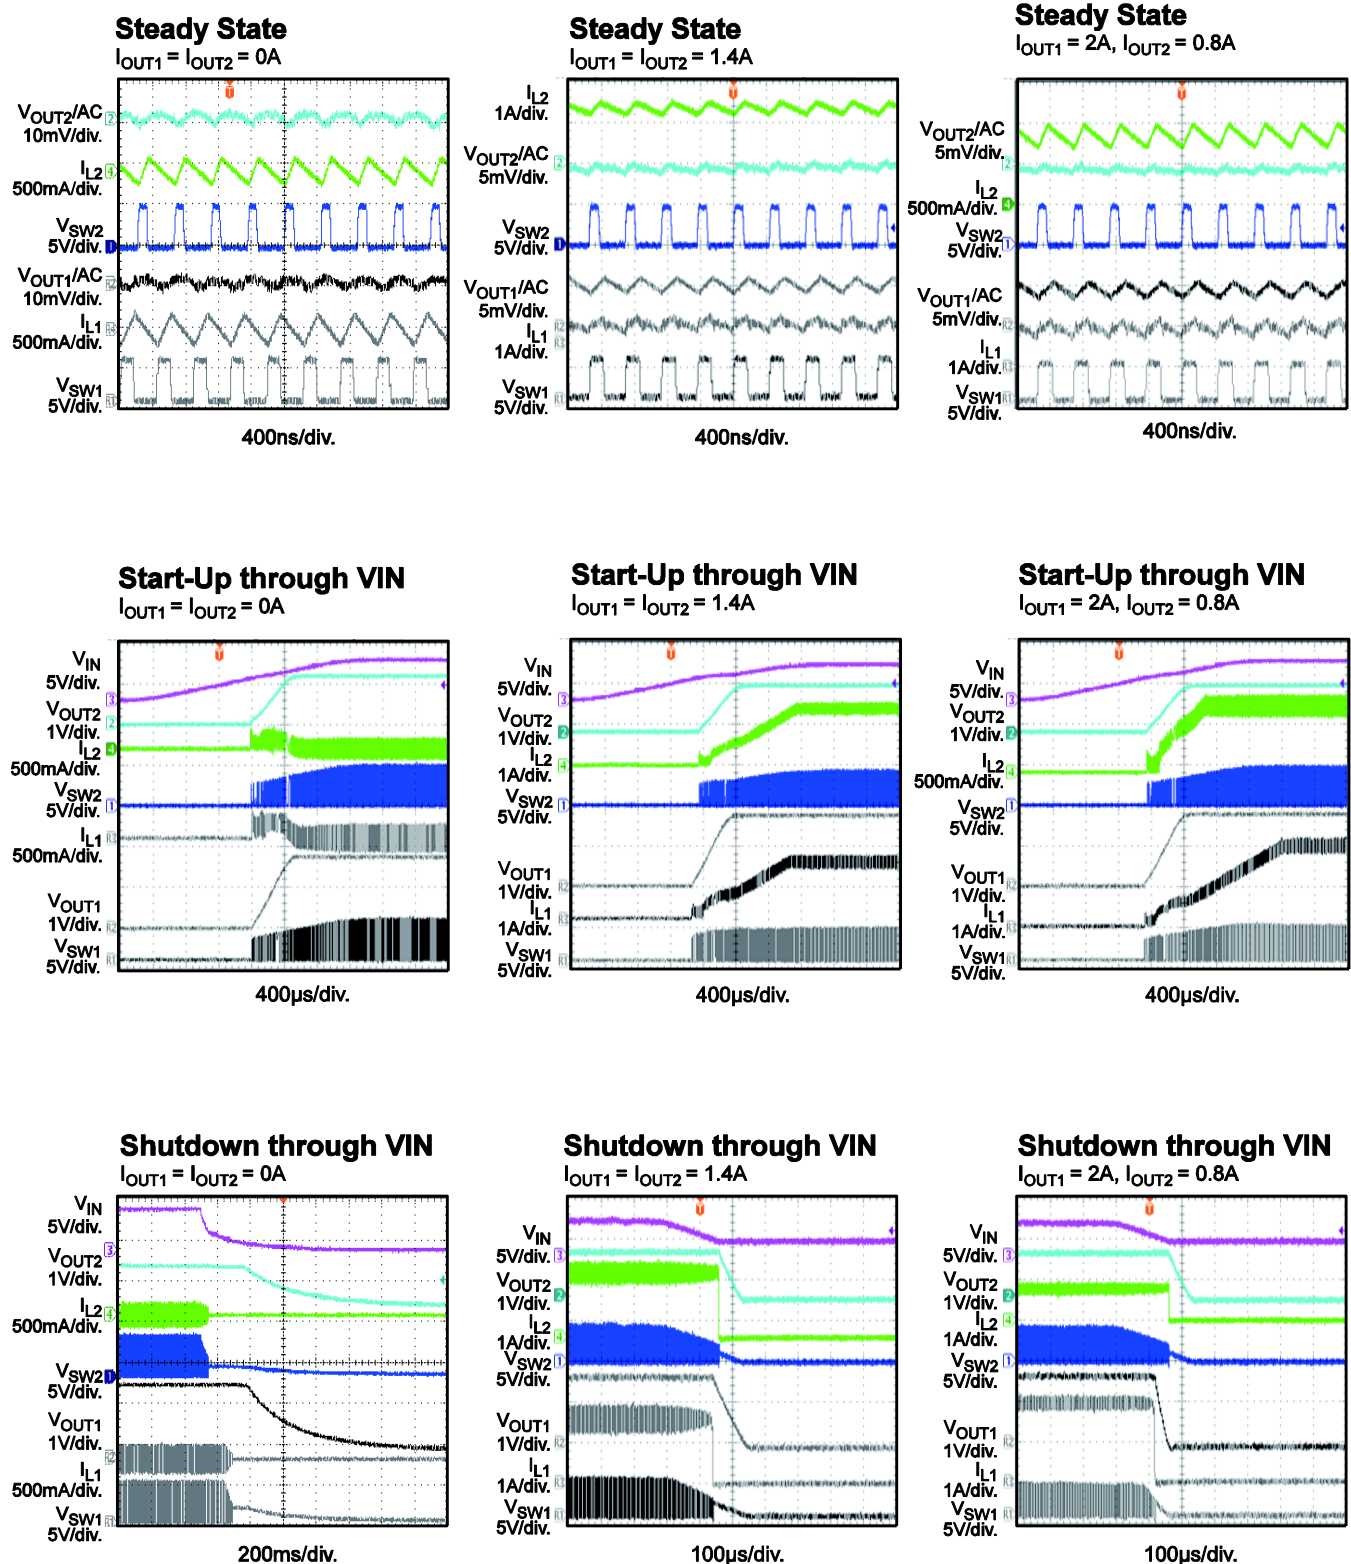 Steady State
IOUT1 = IOUT2 = 0A
VOUT2/AC
10mV/div.
IL2
500mA/div.
VSW2
5V/div.
VOUT1/AC
10mV/div.
IL1
500mA/div.
VSW1
5V/div.
400ns/div.
Steady State
IOUT1 = IOUT2 = 1.4A
IL2
1A/div.
VOUT2/AC
5mV/div.
VSW2
5V/div.
VOUT1/AC
5mV/div.
IL1
1A/div.
VSW1
5V/div.
400ns/div.
Steady State
IOUT1 = 2A, IOUT2 = 0.8A
VOUT2/AC
5mV/div.
IL2
500mA/div.
VSW2
5V/div.
VOUT1/AC
5mV/div.
IL1
1A/div.
VSW1
5V/div.
400ns/div.
Start-Up through VIN
IOUT1 = IOUT2 = 0A
VIN
5V/div.
VOUT2
1V/div.
IL2
500mA/div.
VSW2
5V/div.
IL1
500mA/div.
VOUT1
1V/div.
VSW1
5V/div.
400µs/div.
Start-Up through VIN
IOUT1 = IOUT2 = 1.4A
VIN
5V/div.
VOUT2
1V/div.
IL2
1A/div.
VSW2
5V/div.
VOUT1
1V/div.
IL1
1A/div.
VSW1
5V/div.
400µs/div.
Start-Up through VIN
IOUT1 = 2A, IOUT2 = 0.8A
VIN
5V/div.
VOUT2
1V/div.
IL2
500mA/div.
VSW2
5V/div.
VOUT1
1V/div.
IL1
1A/div.
VSW1
5V/div.
400µs/div.
Shutdown through VIN
IOUT1 = IOUT2 = 0A
VIN
5V/div.
VOUT2
1V/div.
IL2
500mA/div.
VSW2
5V/div.
VOUT1
1V/div.
IL1
500mA/div.
VSW1
5V/div.
200ms/div.
Shutdown through VIN
IOUT1 = IOUT2 = 1.4A
VIN
5V/div.
VOUT2
1V/div.
IL2
1A/div.
VSW2
5V/div.
VOUT1
1V/div.
IL1
1A/div.
VSW1
5V/div.
100µs/div.
Shutdown through VIN
IOUT1 = 2A, IOUT2 = 0.8A
VIN
5V/div.
VOUT2
1V/div.
IL2
1A/div.
VSW2
5V/div.
VOUT1
1V/div.
IL1
1A/div.
VSW1
5V/div.
100µs/div.